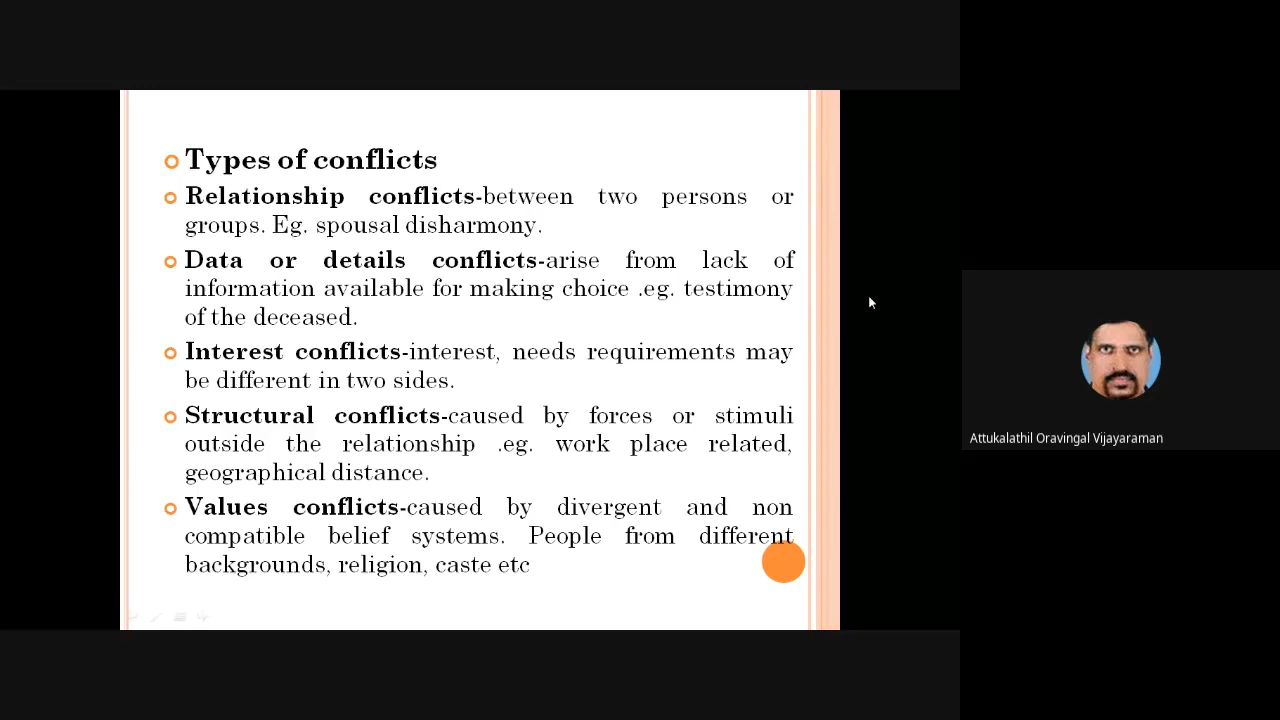 Types of conflicts
Relationship conflicts-between two persons or
groups. Eg. spousal disharmony.
Data or details conflicts-arise from lack of
information available for making choice .eg. testimony
of the deceased.
Interest conflicts-interest, needs requirements may
be different in two sides.
Structural conflicts-caused by forces or stimuli
outside the relationship .eg. work place related,
geographical distance.
Values conflicts-caused by divergent and non
compatible belief systems. People from different
backgrounds, religion, caste etc
Attukalathil Oravingal Vijayaraman